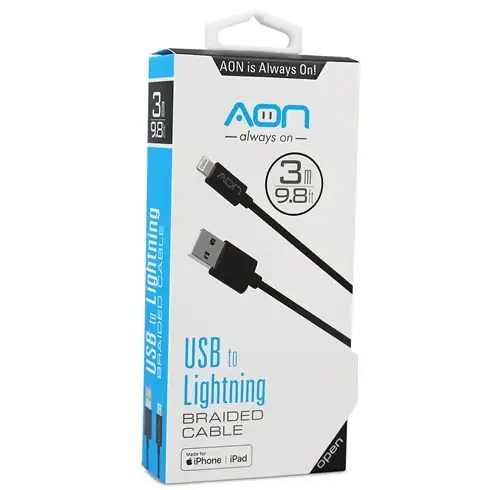 AON is Always On!
AON
always on
3m
9.8ft
AON
USB to
Lightning
BRAIDED
CABLE
Made for
iPhone | iPad
open
3m
9.8ft
USB to Lightning
BRAIDED CABLE